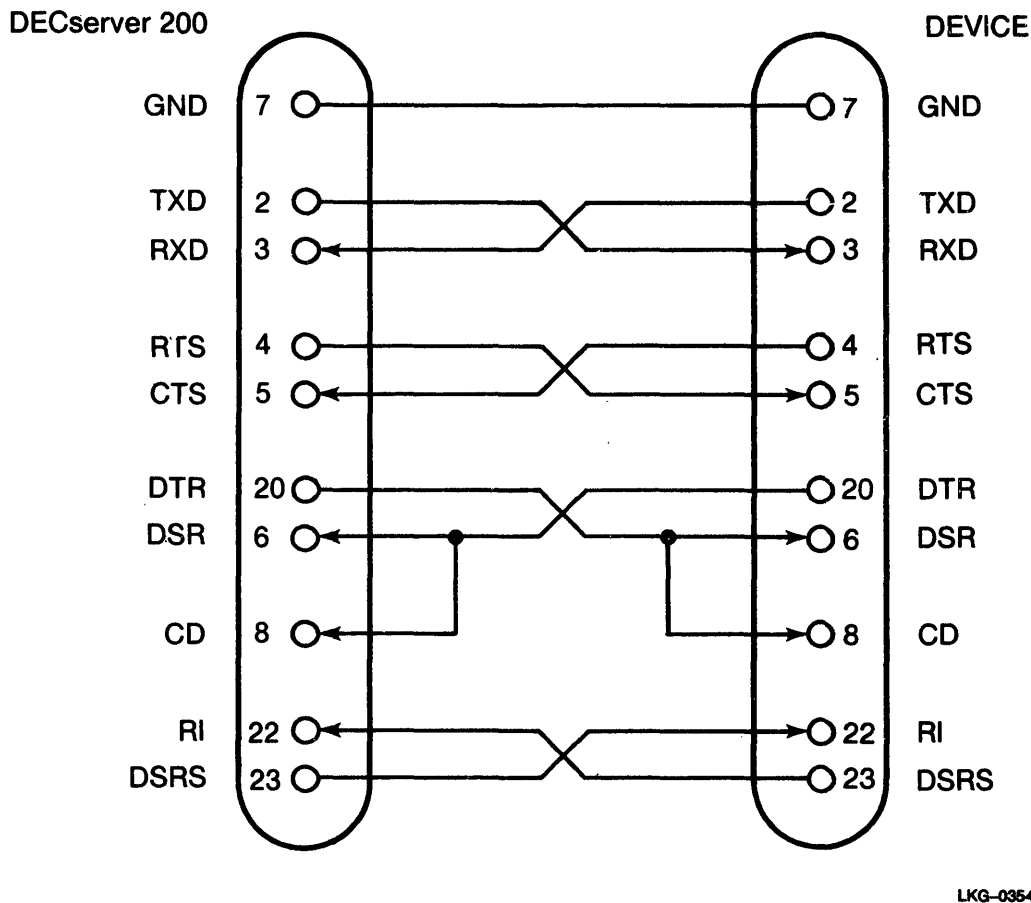 DECserver 200 DEVICE
GND 7 7 GND
TXD 2 2 TXD
RXD 3 3 RXD
RTS 4 4 RTS
CTS 5 5 CTS
DTR 20 20 DTR
DSR 6 6 DSR
CD 8 8 CD
RI 22 22 RI
DSRS 23 23 DSRS
LKG-0354